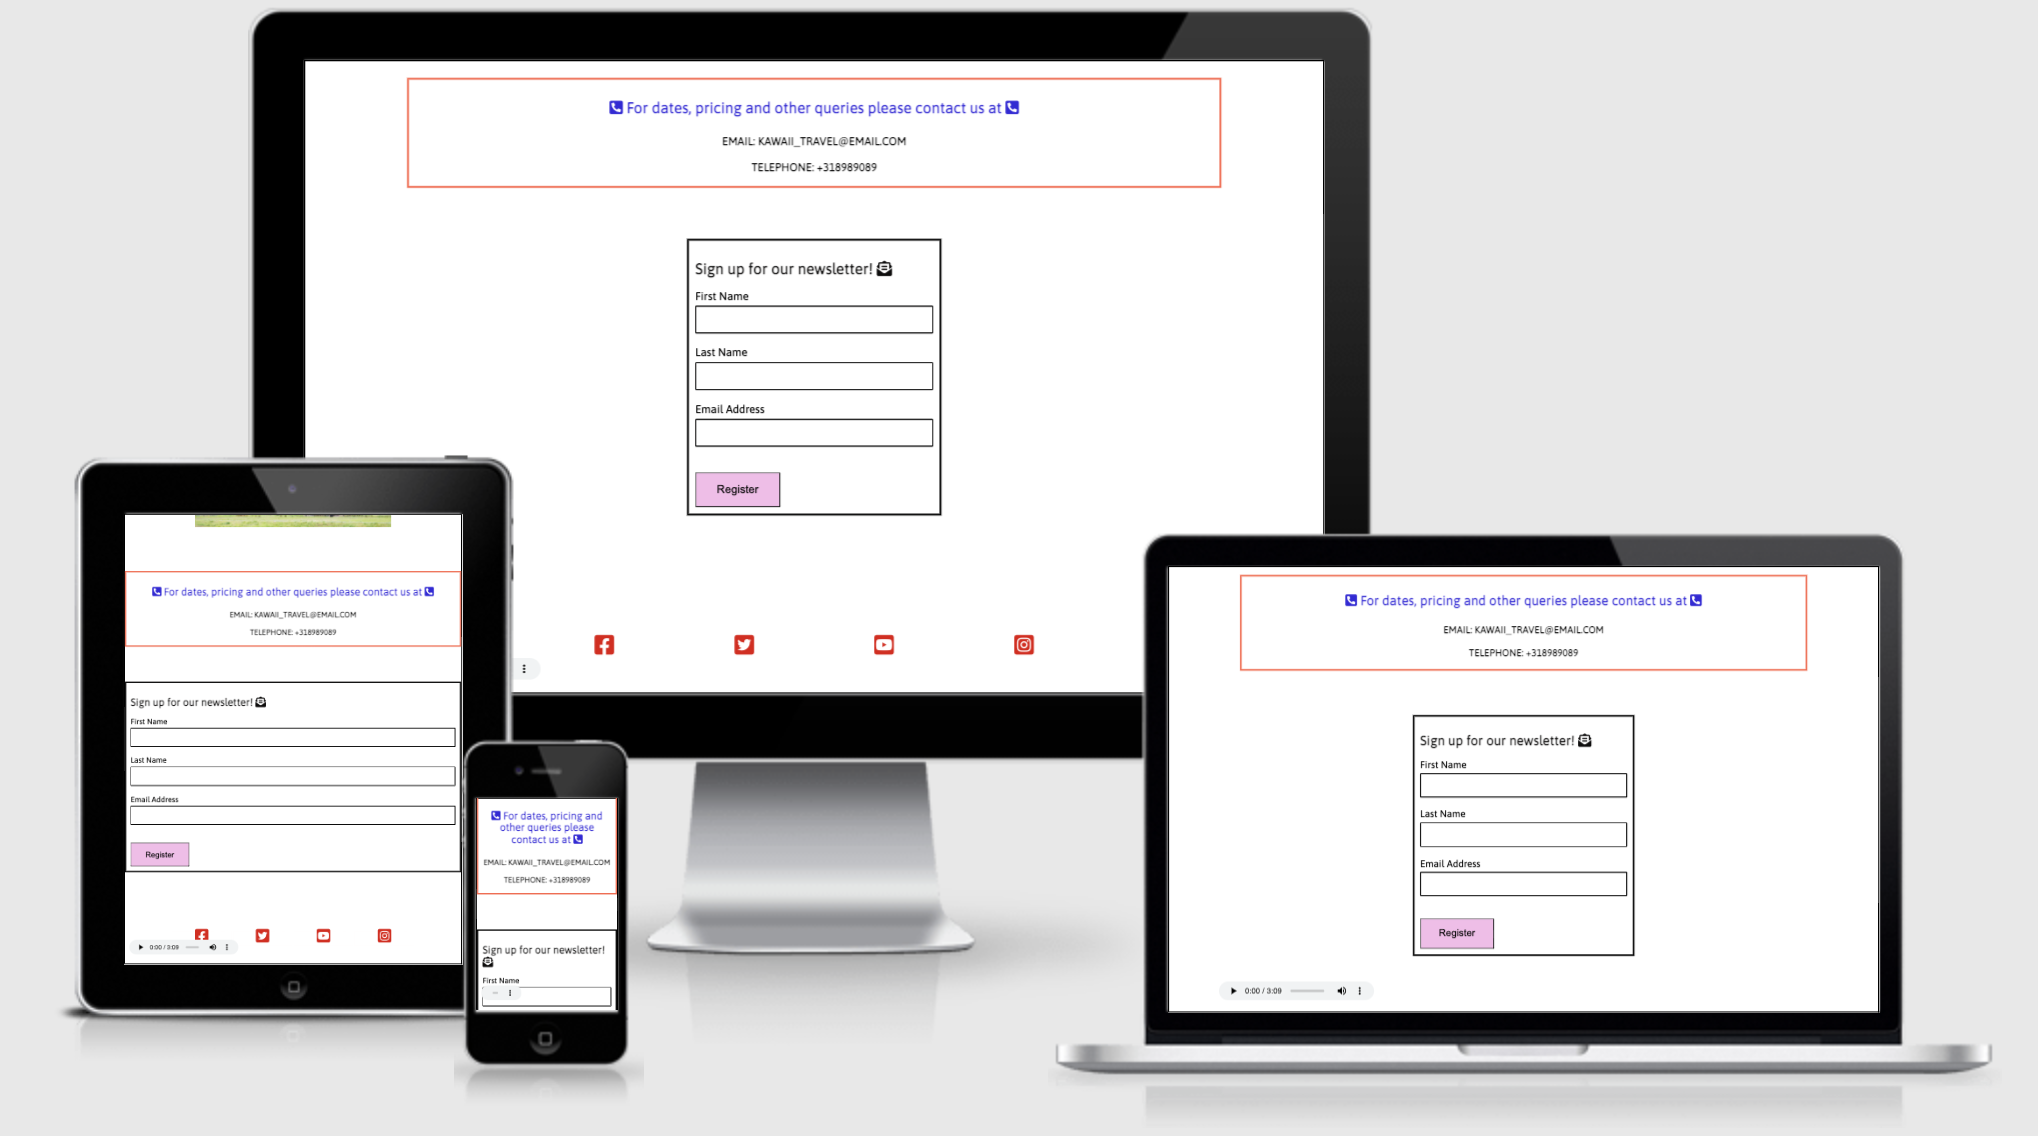 For dates, pricing and other queries please contact us at
EMAIL: KAWAII_TRAVEL@EMAIL.COM
TELEPHONE: +318989089
Sign up for our newsletter!
First Name
Last Name
Email Address
Register
For dates, pricing and other queries please contact us at
EMAIL: KAWAII_TRAVEL@EMAIL.COM
TELEPHONE: +318989089
Sign up for our newsletter!
First Name
Last Name
Email Address
Register
0:00 / 3:09
For dates, pricing and
other queries please
contact us at
EMAIL: KAWAII_TRAVEL@EMAIL.COM
TELEPHONE: +318989089
Sign up for our newsletter!
First Name
For dates, pricing and other queries please contact us at
EMAIL: KAWAII_TRAVEL@EMAIL.COM
TELEPHONE: +318989089
Sign up for our newsletter!
First Name
Last Name
Email Address
Register
0:00 / 3:09